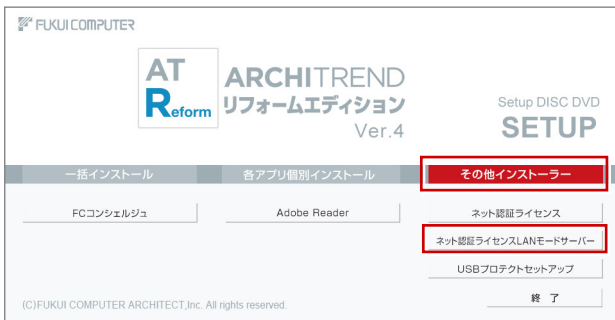 FUKUI COMPUTER
AT
Reform
ARCHITREND
リフォームエディション
Ver.4
Setup DISC DVD
SETUP
一括インストール
各アプリ個別インストール
その他インストーラー
FCコンシェルジュ
Adobe Reader
ネット認証ライセンス
ネット認証ライセンスLANモードサーバー
USBプロテクトセットアップ
終 了
(C)FUKUI COMPUTER ARCHITECT,Inc. All rights reserved.